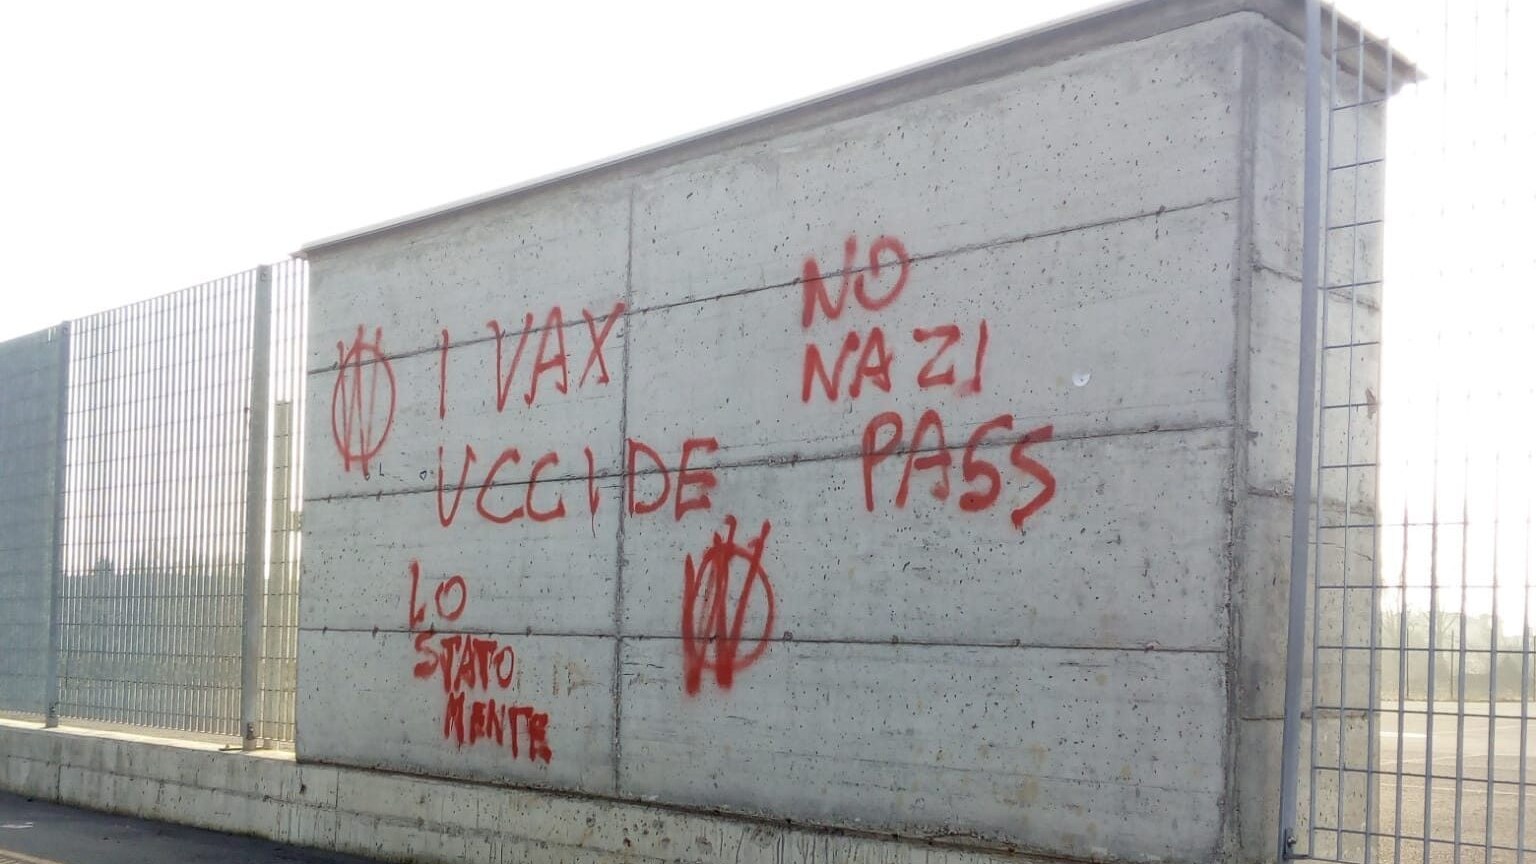 I VAX
UCCIDE
NO
NAZI
PASS
LO
STATO
MENTE